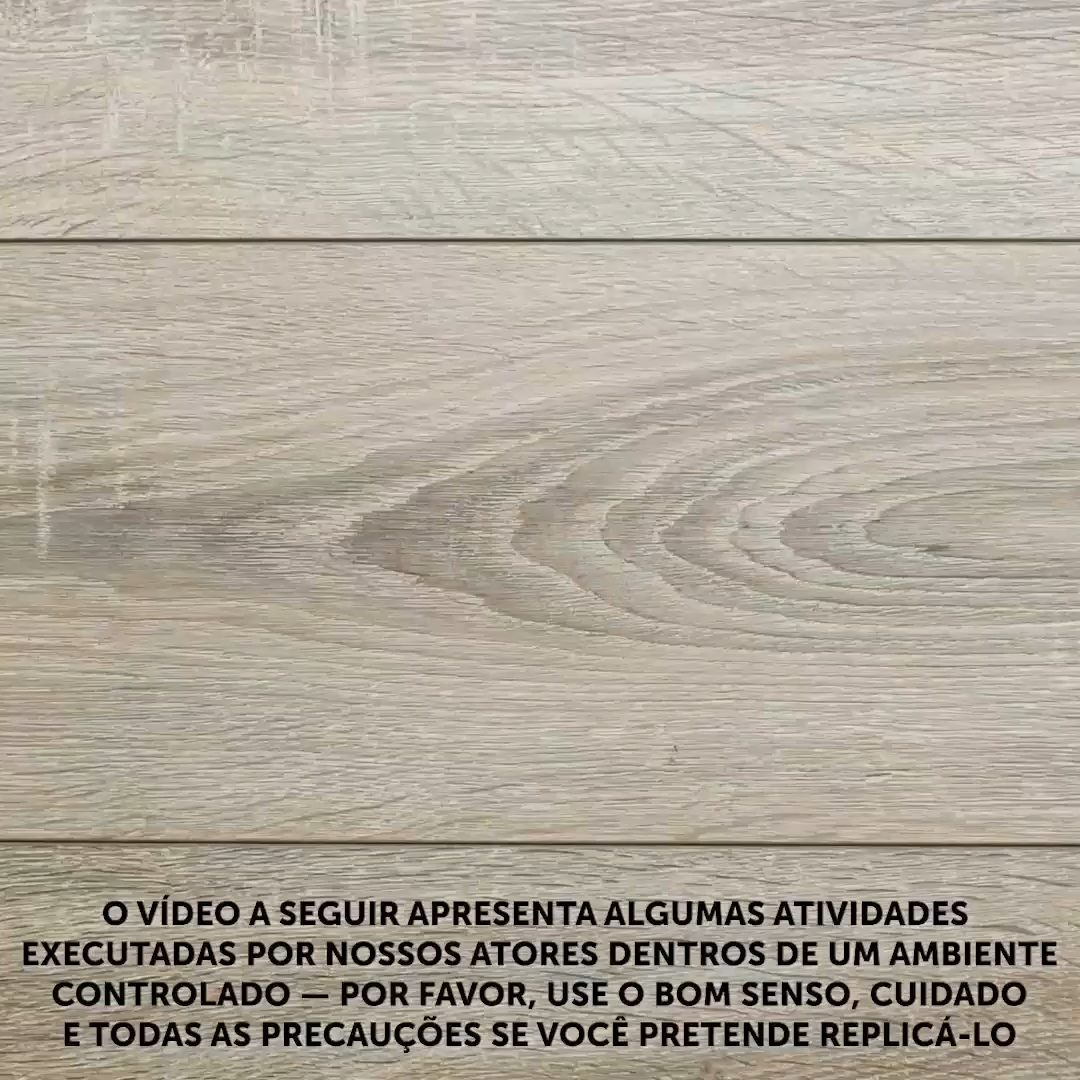 O VÍDEO A SEGUIR APRESENTA ALGUMAS ATIVIDADES
EXECUTADAS POR NOSSOS ATORES DENTROS DE UM AMBIENTE
CONTROLADO — POR FAVOR, USE O BOM SENSO, CUIDADO
E TODAS AS PRECAUÇÕES SE VOCÊ PRETENDE REPLICÁ-LO